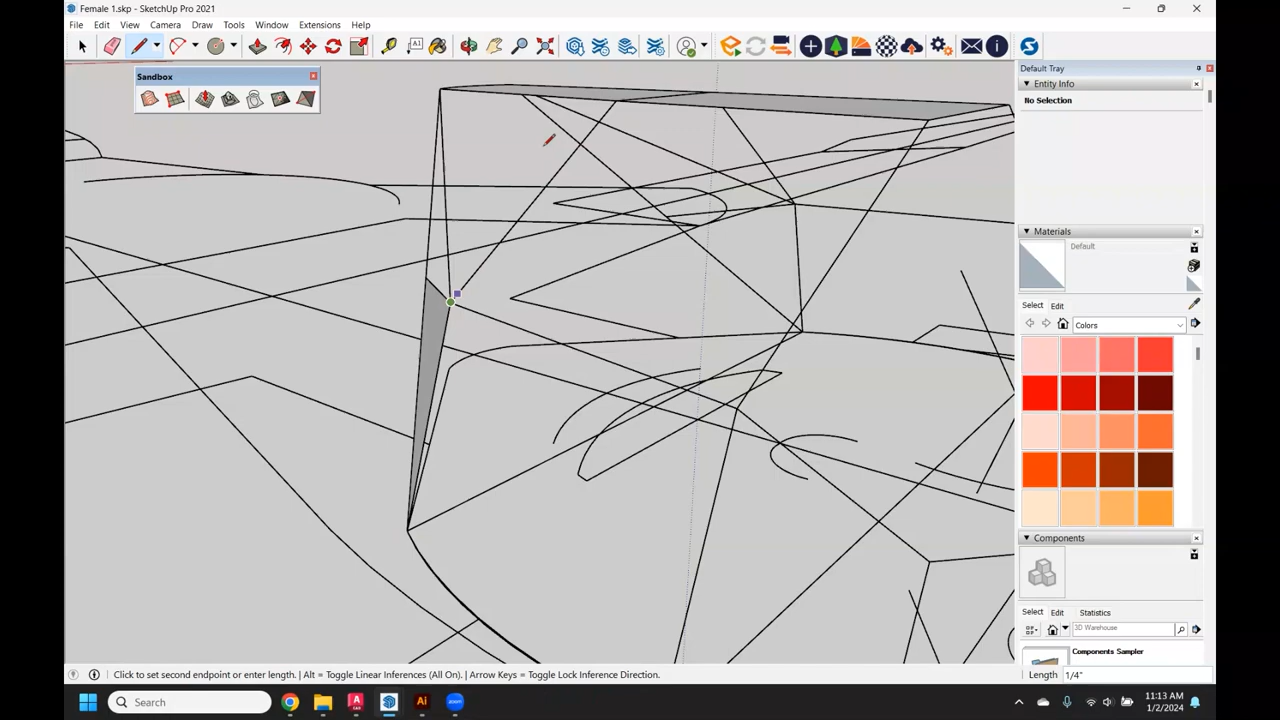 Female 1.skp - SketchUp Pro 2021
File Edit View Camera Draw Tools Window Extensions Help
Sandbox
Default Tray
Entity Info
No Selection
Materials
Default
Select Edit
Colors
Components
Select Edit Statistics
3D Warehouse
Components Sampler
Click to set second endpoint or enter length. | Alt = Toggle Linear Inferences (All On). | Arrow Keys = Toggle Lock Inference Direction.
Length 1/4"
Search
11:13 AM
1/2/2024